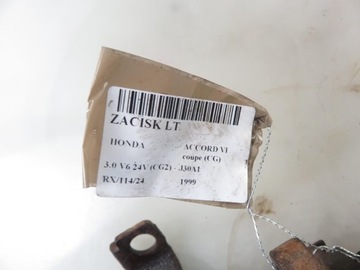 ZACISK LT
HONDA ACCORD VI
coupe (CG)
3.0 V6 24V (CG2) - J30A1
RX/114/24 1999